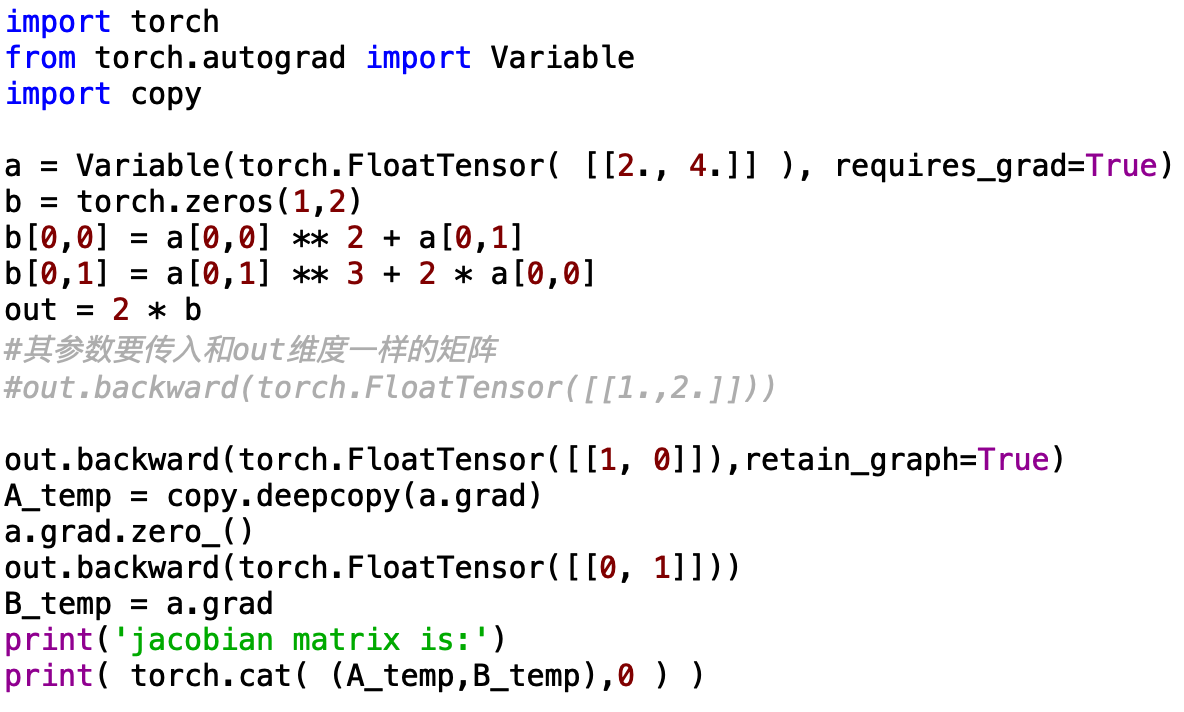 import torch
from torch.autograd import Variable
import copy
a = Variable(torch.FloatTensor( [[2., 4.]] ), requires_grad=True)
b = torch.zeros(1,2)
b[0,0] = a[0,0] ** 2 + a[0,1]
b[0,1] = a[0,1] ** 3 + 2 * a[0,0]
out = 2 * b
#其参数要传入和out维度一样的矩阵
#out.backward(torch.FloatTensor([[1.,2.]]))
out.backward(torch.FloatTensor([[1, 0]]),retain_graph=True)
A_temp = copy.deepcopy(a.grad)
a.grad.zero_()
out.backward(torch.FloatTensor([[0, 1]]))
B_temp = a.grad
print('jacobian matrix is:')
print( torch.cat( (A_temp,B_temp),0 ) )